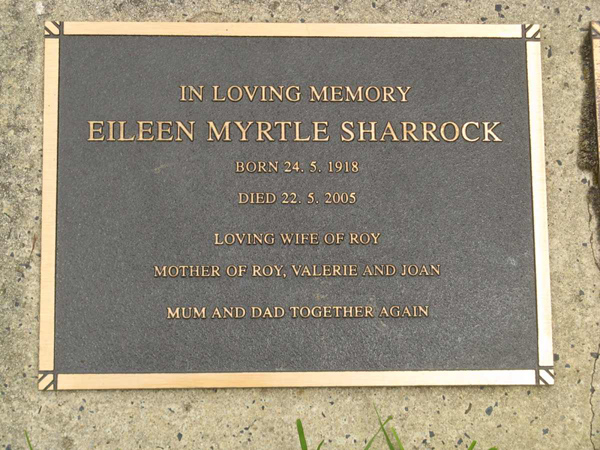 IN LOVING MEMORY
EILEEN MYRTLE SHARROCK
BORN 24. 5. 1918
DIED 22. 5. 2005
LOVING WIFE OF ROY
MOTHER OF ROY, VALERIE AND JOAN
MUM AND DAD TOGETHER AGAIN